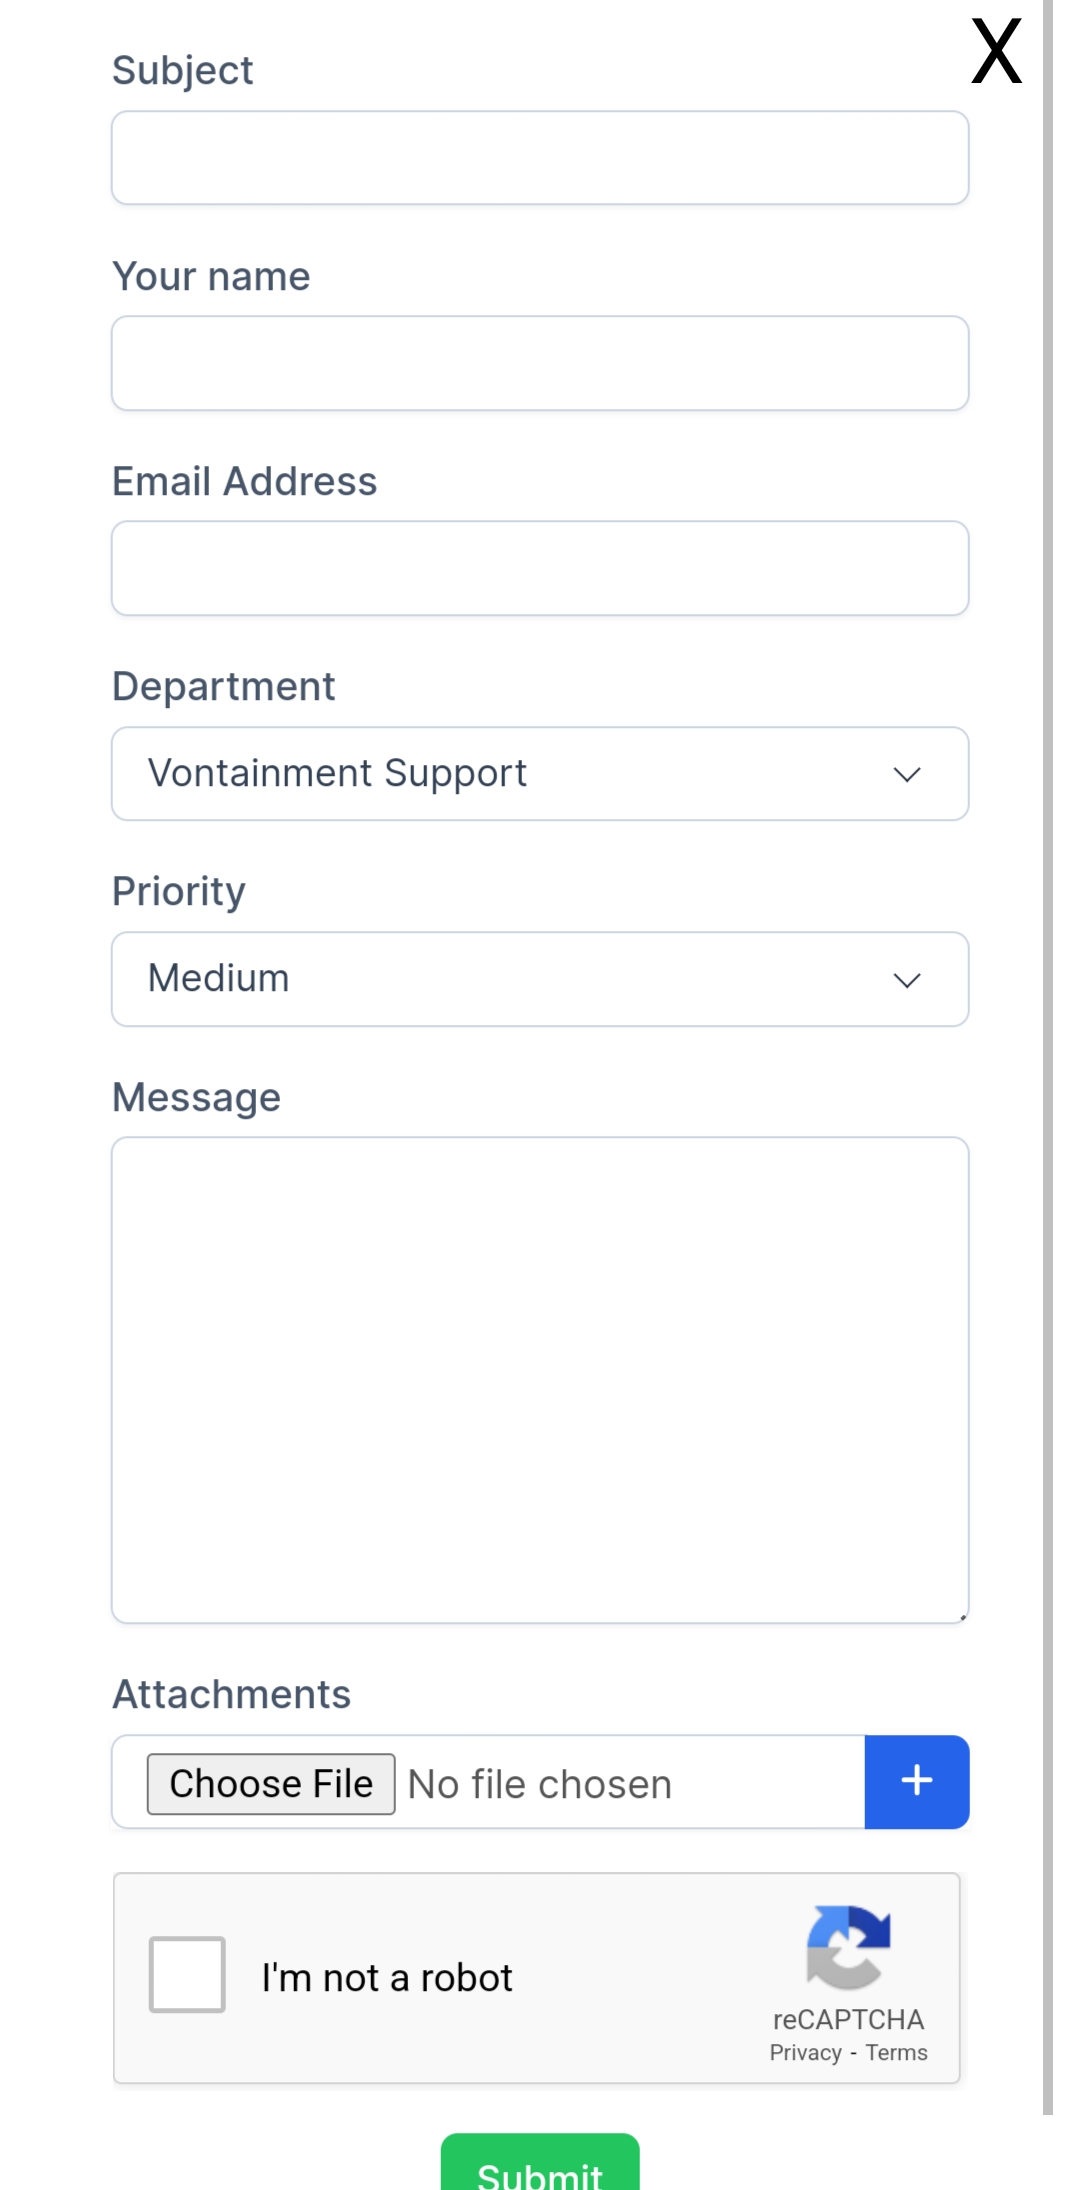 X
Subject
Your name
Email Address
Department
Vontainment Support
Priority
Medium
Message
Attachments
Choose File No file chosen +
I'm not a robot
reCAPTCHA
Privacy - Terms
Submit